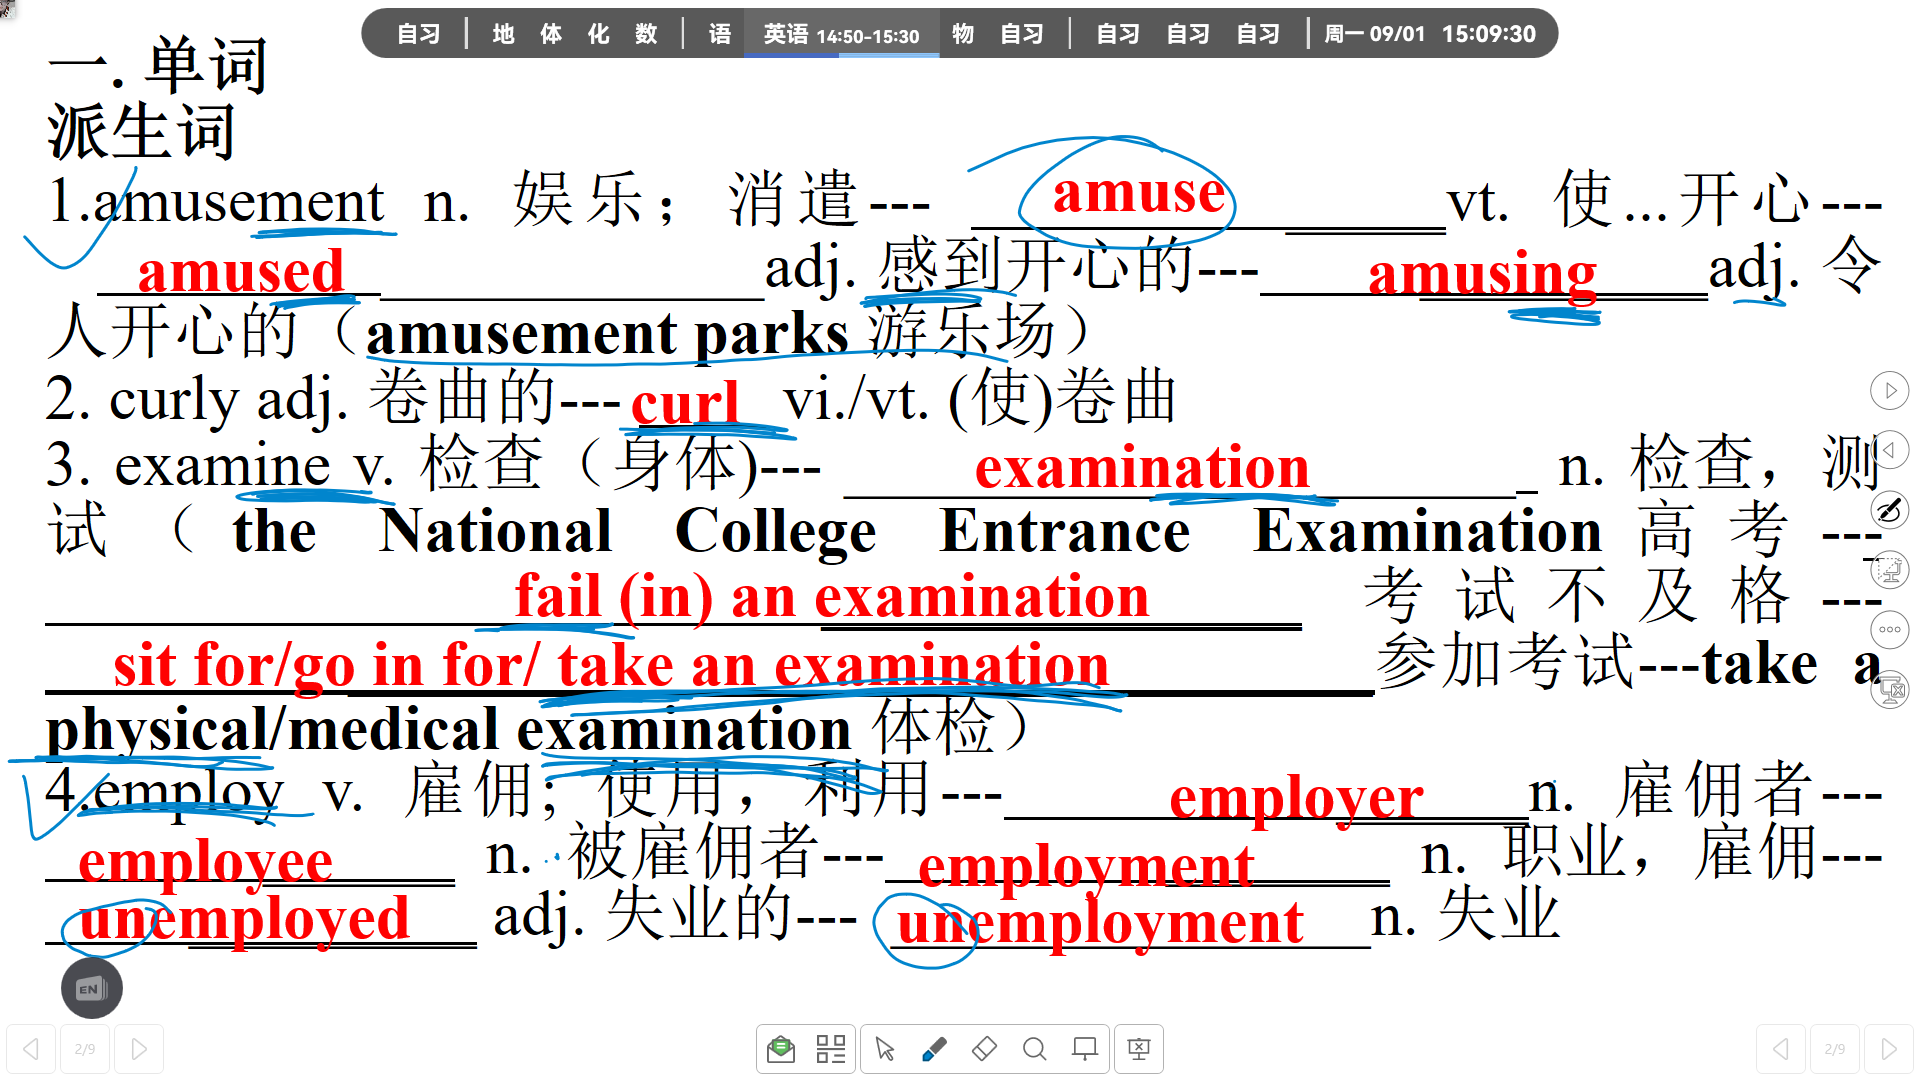 自习 | 地 体 化 数 | 语 英语 14:50-15:30 物 自习 | 自习 自习 自习 | 周一 09/01 15:09:30
一. 单词
派生词
1.amusement n. 娱乐；消遣--- amuse vt. 使...开心---
amused adj. 感到开心的--- amusing adj. 令
人开心的（amusement parks 游乐场）
2. curly adj. 卷曲的--- curl vi./vt. (使)卷曲
3. examine v. 检查（身体)--- examination n. 检查，测
试（the National College Entrance Examination 高考---
fail (in) an examination 考试不及格---
sit for/go in for/ take an examination 参加考试---take a
physical/medical examination 体检）
4.employ v. 雇佣; 使用，利用--- employer n. 雇佣者---
employee n. 被雇佣者--- employment n. 职业，雇佣---
unemployed adj. 失业的--- unemployment n. 失业
EN
2/9 2/9